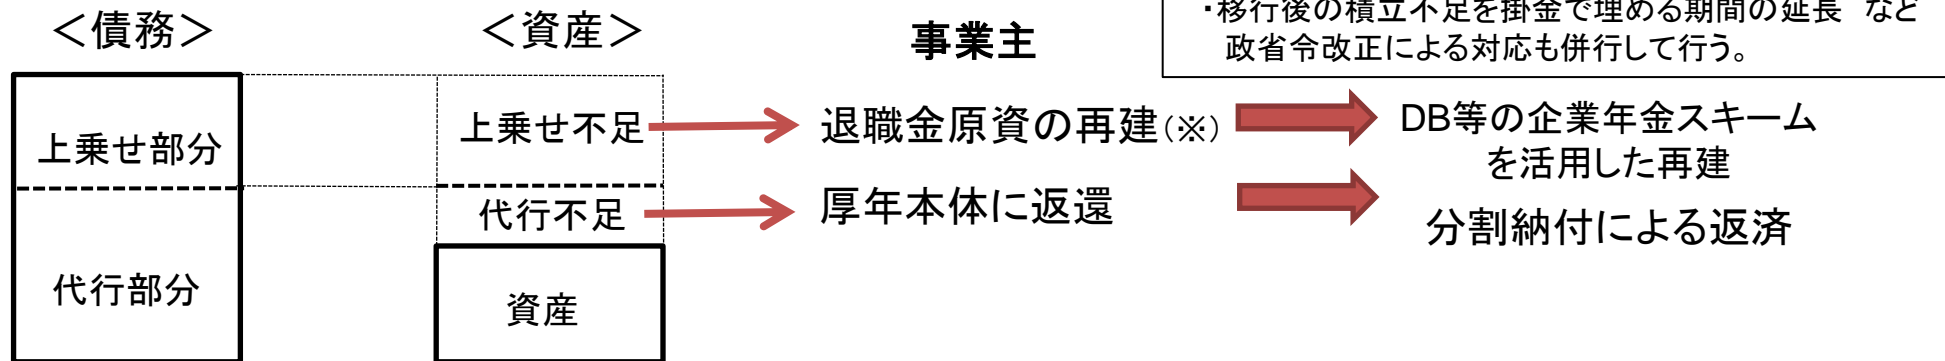 ・移行後の積立不足を掛金で埋める期間の延長 など
政省令改正による対応も併行して行う。
＜債務＞
＜資産＞
事業主
上乗せ部分
代行部分
上乗せ不足
代行不足
資産
退職金原資の再建(※)
厚年本体に返還
DB等の企業年金スキーム
を活用した再建
分割納付による返済